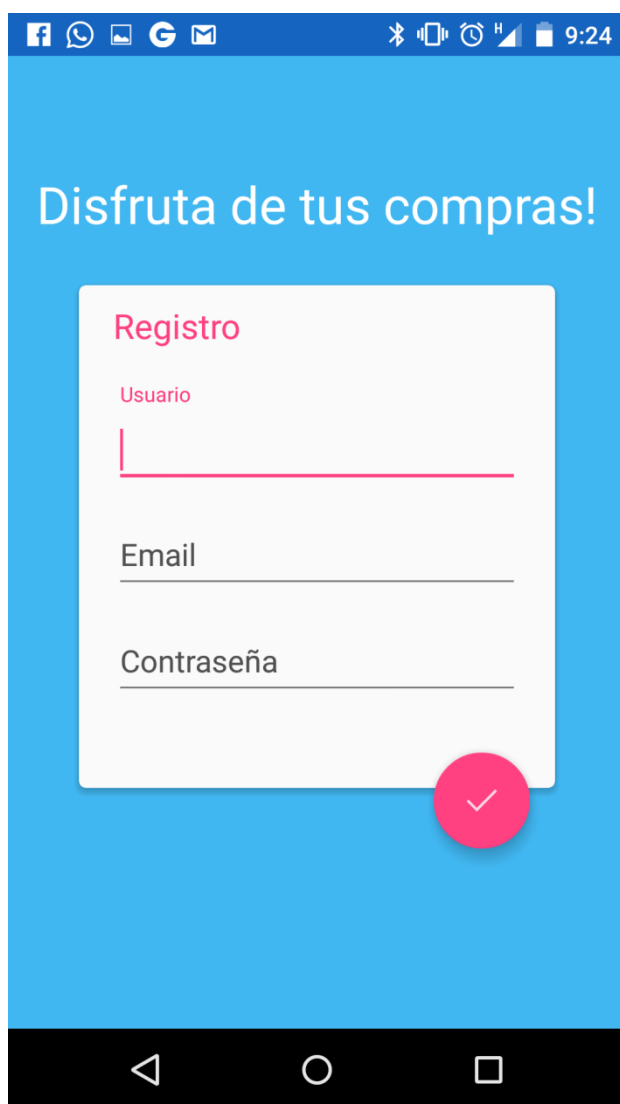 H
9:24
Disfruta de tus compras!
Registro
Usuario
Email
Contraseña